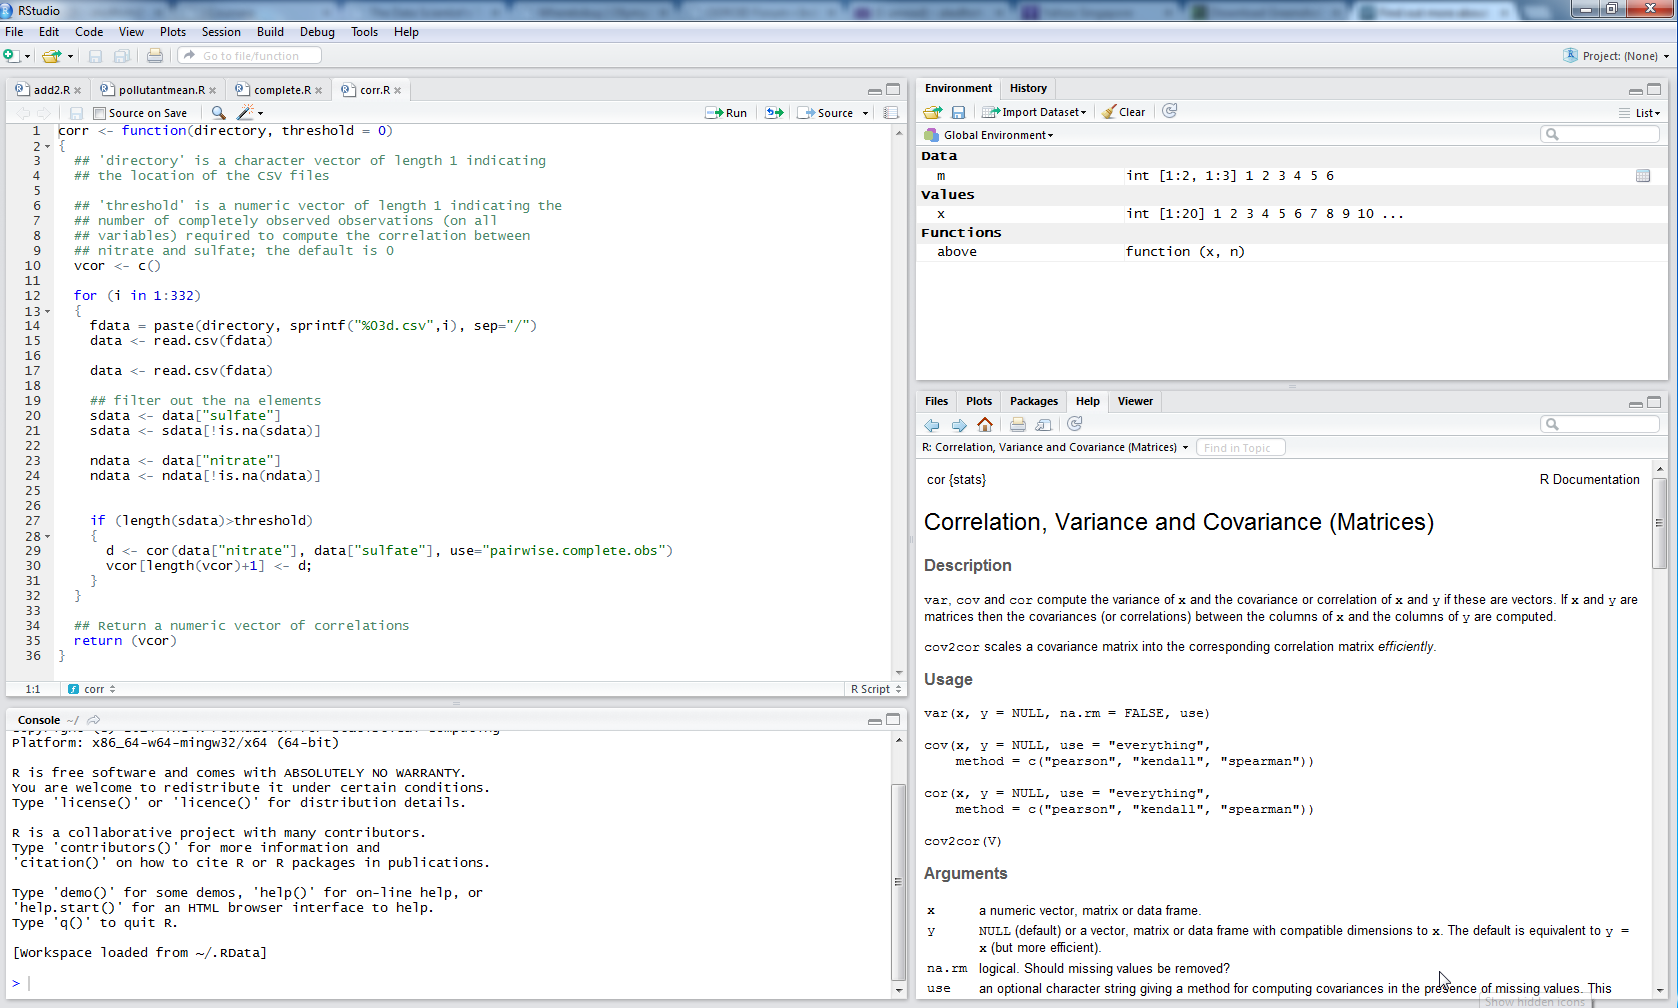 RStudio
File Edit Code View Plots Session Build Debug Tools Help
Go to file/function
Project: (None)
add2.R pollutantmean.R complete.R corr.R
Source on Save Run Source
1 corr <- function(directory, threshold = 0)
2 {
3 ## 'directory' is a character vector of length 1 indicating
4 ## the location of the CSV files
5
6 ## 'threshold' is a numeric vector of length 1 indicating the
7 ## number of completely observed observations (on all
8 ## variables) required to compute the correlation between
9 ## nitrate and sulfate; the default is 0
10 vcor <- c()
11
12 for (i in 1:332)
13 {
14 fdata = paste(directory, sprintf("%03d.csv",i), sep="/")
15 data <- read.csv(fdata)
16
17 data <- read.csv(fdata)
18
19 ## filter out the na elements
20 sdata <- data["sulfate"]
21 sdata <- sdata[!is.na(sdata)]
22
23 ndata <- data["nitrate"]
24 ndata <- ndata[!is.na(ndata)]
25
26
27 if (length(sdata)>threshold)
28 {
29 d <- cor(data["nitrate"], data["sulfate"], use="pairwise.complete.obs")
30 vcor[length(vcor)+1] <- d;
31 }
32 }
33
34 ## Return a numeric vector of correlations
35 return (vcor)
36 }
1:1 corr R Script
Console ~/
Platform: x86_64-w64-mingw32/x64 (64-bit)
R is free software and comes with ABSOLUTELY NO WARRANTY.
You are welcome to redistribute it under certain conditions.
Type 'license()' or 'licence()' for distribution details.
R is a collaborative project with many contributors.
Type 'contributors()' for more information and
'citation()' on how to cite R or R packages in publications.
Type 'demo()' for some demos, 'help()' for on-line help, or
'help.start()' for an HTML browser interface to help.
Type 'q()' to quit R.
[Workspace loaded from ~/.RData]
>
Environment History
Import Dataset Clear List
Global Environment
Data
m int [1:2, 1:3] 1 2 3 4 5 6
Values
x int [1:20] 1 2 3 4 5 6 7 8 9 10 ...
Functions
above function (x, n)
Files Plots Packages Help Viewer
R: Correlation, Variance and Covariance (Matrices) Find in Topic
cor {stats} R Documentation
Correlation, Variance and Covariance (Matrices)
Description
var, cov and cor compute the variance of x and the covariance or correlation of x and y if these are vectors. If x and y are
matrices then the covariances (or correlations) between the columns of x and the columns of y are computed.
cov2cor scales a covariance matrix into the corresponding correlation matrix efficiently.
Usage
var(x, y = NULL, na.rm = FALSE, use)
cov(x, y = NULL, use = "everything",
method = c("pearson", "kendall", "spearman"))
cor(x, y = NULL, use = "everything",
method = c("pearson", "kendall", "spearman"))
cov2cor(V)
Arguments
x a numeric vector, matrix or data frame.
y NULL (default) or a vector, matrix or data frame with compatible dimensions to x. The default is equivalent to y =
x (but more efficient).
na.rm logical. Should missing values be removed?
use an optional character string giving a method for computing covariances in the presence of missing values. This
Show hidden icons